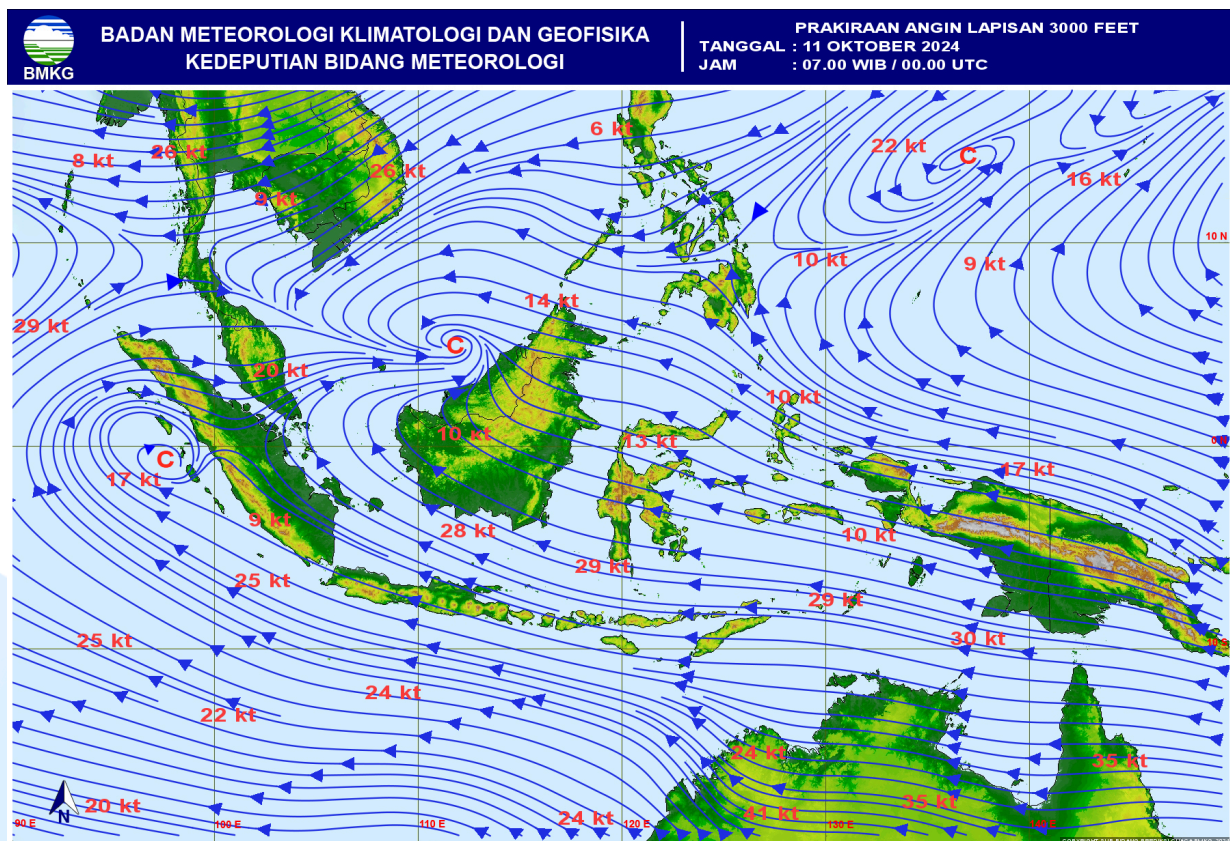 BADAN METEOROLOGI KLIMATOLOGI DAN GEOFISIKA
KEDEPUTIAN BIDANG METEOROLOGI
BMKG
PRAKIRAAN ANGIN LAPISAN 3000 FEET
TANGGAL : 11 OKTOBER 2024
JAM : 07.00 WIB / 00.00 UTC
6 kt
22 kt
8 kt
26 kt
26 kt
C
16 kt
9 kt
10 N
10 kt
9 kt
29 kt
14 kt
C
20 kt
10 kt
10 kt
13 kt
C
17 kt
17 kt
9 kt
28 kt
10 kt
29 kt
25 kt
29 kt
25 kt
30 kt
24 kt
22 kt
24 kt
35 kt
20 kt
N
24 kt
41 kt
35 kt
90 E
100 E
110 E
120 E
130 E
140 E